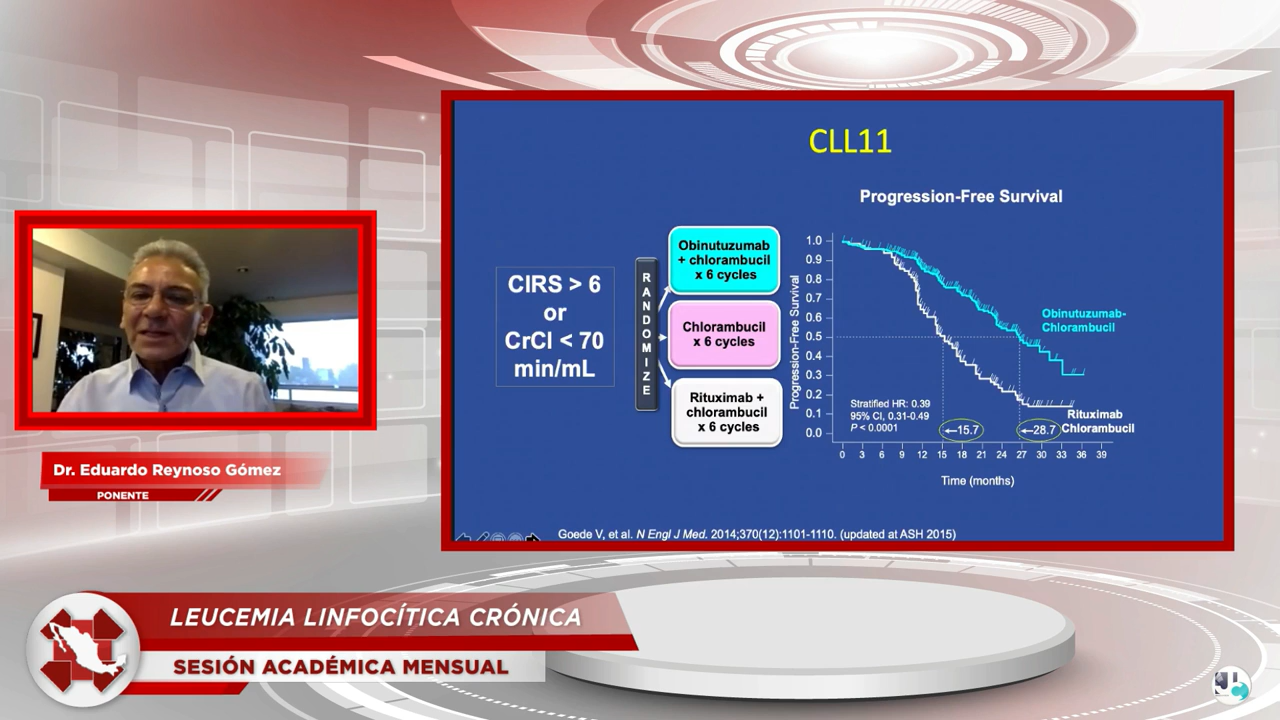 CLL11
Progression-Free Survival
CIRS > 6
or
CrCl < 70
min/mL
RANDOMIZE
Obinutuzumab
+ chlorambucil
x 6 cycles
Chlorambucil
x 6 cycles
Rituximab +
chlorambucil
x 6 cycles
Progression-Free Survival
1.0
0.9
0.8
0.7
0.6
0.5
0.4
0.3
0.2
0.1
0.0
Obinutuzumab-
Chlorambucil
Stratified HR: 0.39
95% CI, 0.31-0.49
P < 0.0001
←15.7
←28.7
Rituximab
Chlorambucil
0 3 6 9 12 15 18 21 24 27 30 33 36 39
Time (months)
Goede V, et al. N Engl J Med. 2014;370(12):1101-1110. (updated at ASH 2015)
Dr. Eduardo Reynoso Gómez
PONENTE
LEUCEMIA LINFOCÍTICA CRÓNICA
SESIÓN ACADÉMICA MENSUAL